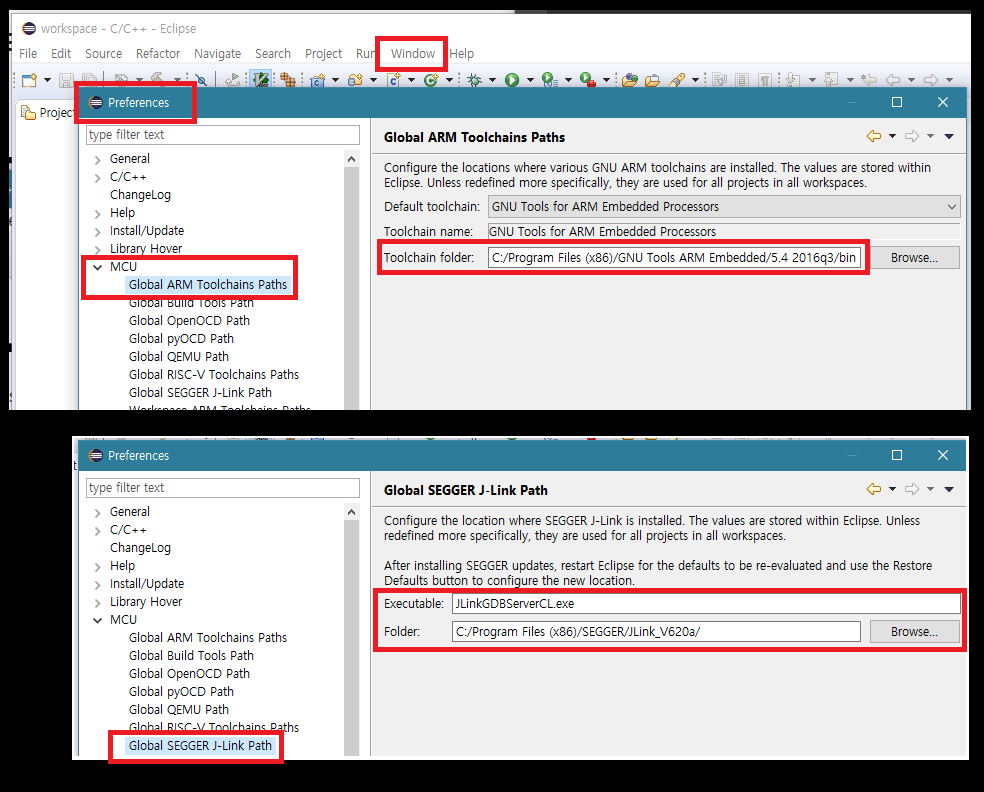 workspace - C/C++ - Eclipse
File Edit Source Refactor Navigate Search Project Run Window Help
Projec
Preferences
type filter text
General
C/C++
ChangeLog
Help
Install/Update
Library Hover
MCU
Global ARM Toolchains Paths
Global Build Tools Path
Global OpenOCD Path
Global pyOCD Path
Global QEMU Path
Global RISC-V Toolchains Paths
Global SEGGER J-Link Path
Workspace ARM Toolchains Paths
Global ARM Toolchains Paths
Configure the locations where various GNU ARM toolchains are installed. The values are stored within
Eclipse. Unless redefined more specifically, they are used for all projects in all workspaces.
Default toolchain: GNU Tools for ARM Embedded Processors
Toolchain name: GNU Tools for ARM Embedded Processors
Toolchain folder: C:/Program Files (x86)/GNU Tools ARM Embedded/5.4 2016q3/bin Browse...
Preferences
type filter text
General
C/C++
ChangeLog
Help
Install/Update
Library Hover
MCU
Global ARM Toolchains Paths
Global Build Tools Path
Global OpenOCD Path
Global pyOCD Path
Global QEMU Path
Global RISC-V Toolchains Paths
Global SEGGER J-Link Path
Global SEGGER J-Link Path
Configure the location where SEGGER J-Link is installed. The values are stored within Eclipse. Unless
redefined more specifically, they are used for all projects in all workspaces.
After installing SEGGER updates, restart Eclipse for the defaults to be re-evaluated and use the Restore
Defaults button to configure the new location.
Executable: JLinkGDBServerCL.exe
Folder: C:/Program Files (x86)/SEGGER/JLink_V620a/ Browse...